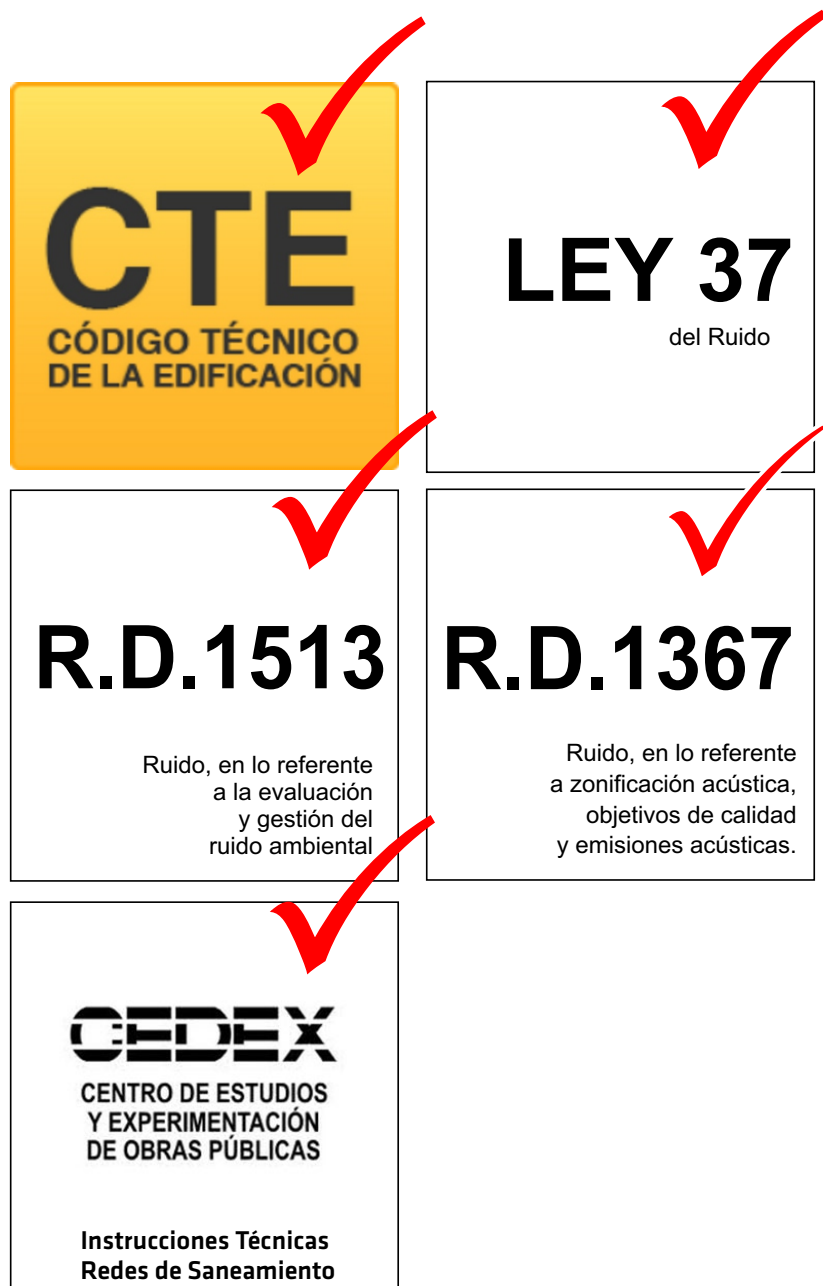 CTE
CÓDIGO TÉCNICO
DE LA EDIFICACIÓN
LEY 37
del Ruido
R.D.1513
Ruido, en lo referente
a la evaluación
y gestión del
ruido ambiental
R.D.1367
Ruido, en lo referente
a zonificación acústica,
objetivos de calidad
y emisiones acústicas.
CEDEX
CENTRO DE ESTUDIOS
Y EXPERIMENTACIÓN
DE OBRAS PÚBLICAS
Instrucciones Técnicas
Redes de Saneamiento